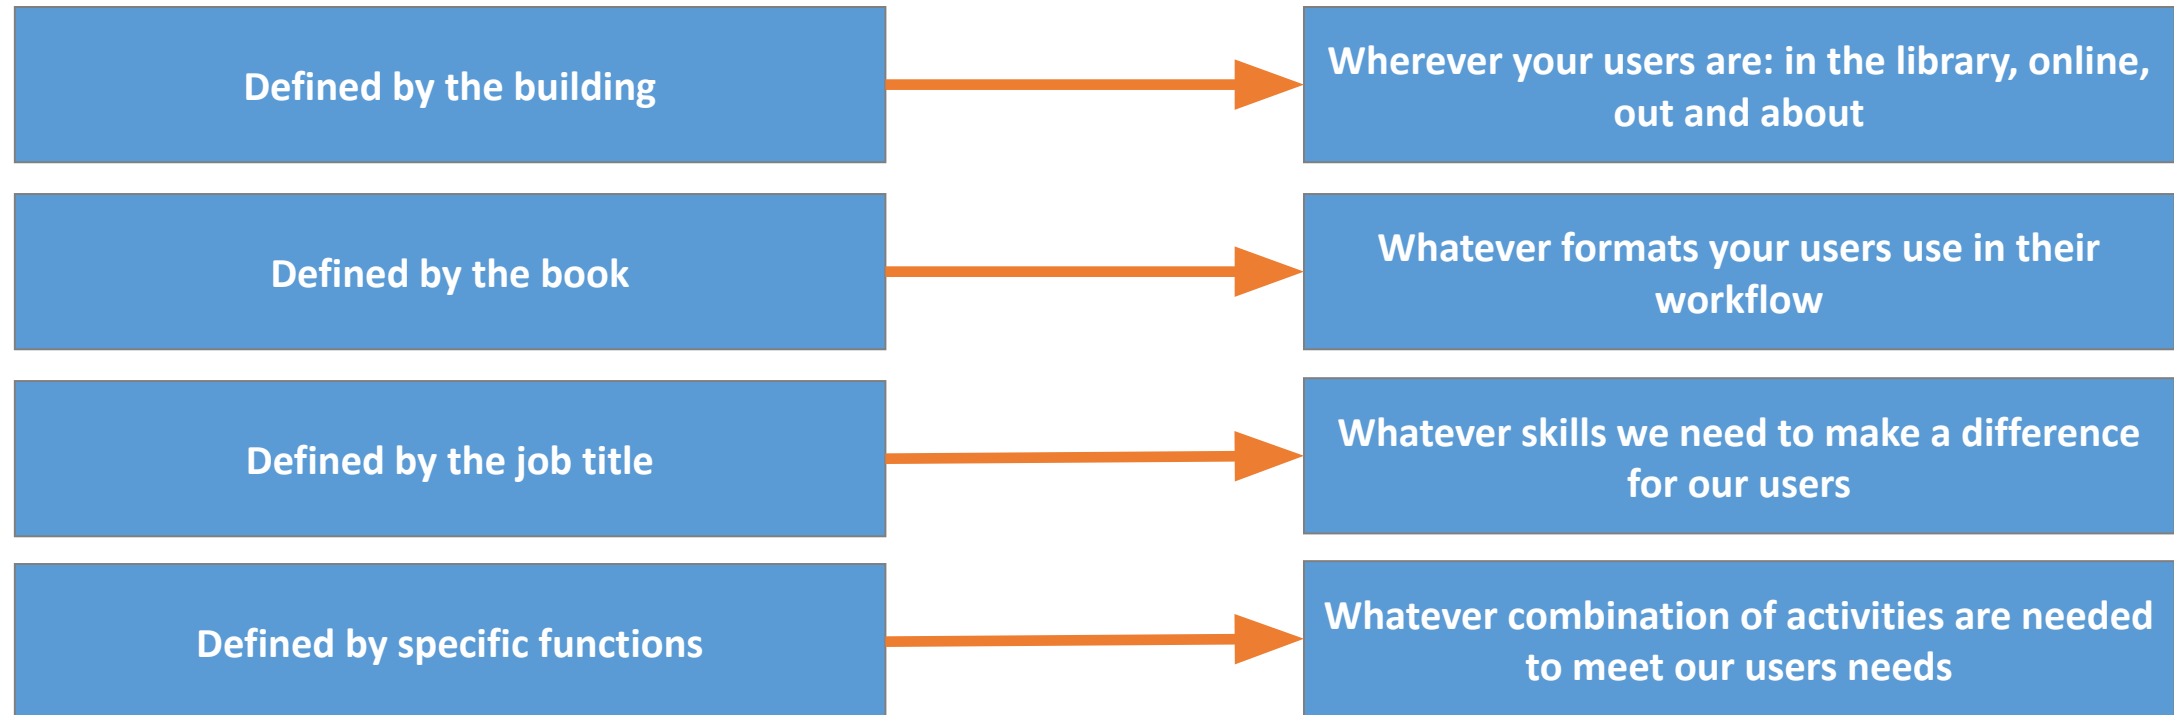 Defined by the building
Wherever your users are: in the library, online,
out and about
Defined by the book
Whatever formats your users use in their
workflow
Defined by the job title
Whatever skills we need to make a difference
for our users
Defined by specific functions
Whatever combination of activities are needed
to meet our users needs